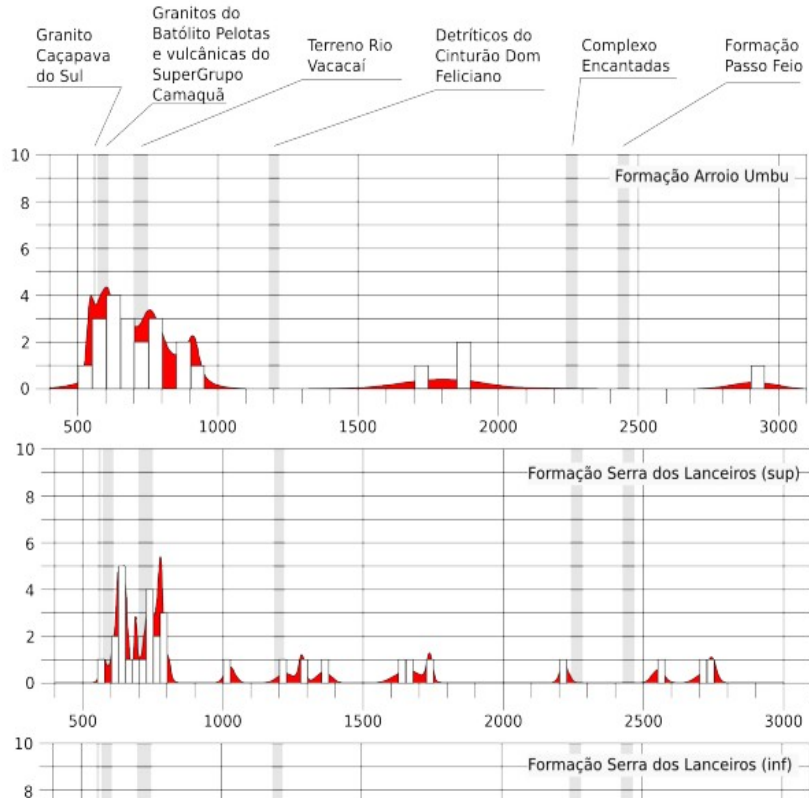 Granito
Caçapava
do Sul
Granitos do
Batólito Pelotas
e vulcânicas do
SuperGrupo
Camaquã
Terreno Rio
Vacacaí
Detríticos do
Cinturão Dom
Feliciano
Complexo
Encantadas
Formação
Passo Feio
10
8
6
4
2
0
Formação Arroio Umbu
500 1000 1500 2000 2500 3000
10
8
6
4
2
0
Formação Serra dos Lanceiros (sup)
500 1000 1500 2000 2500 3000
10
8
Formação Serra dos Lanceiros (inf)